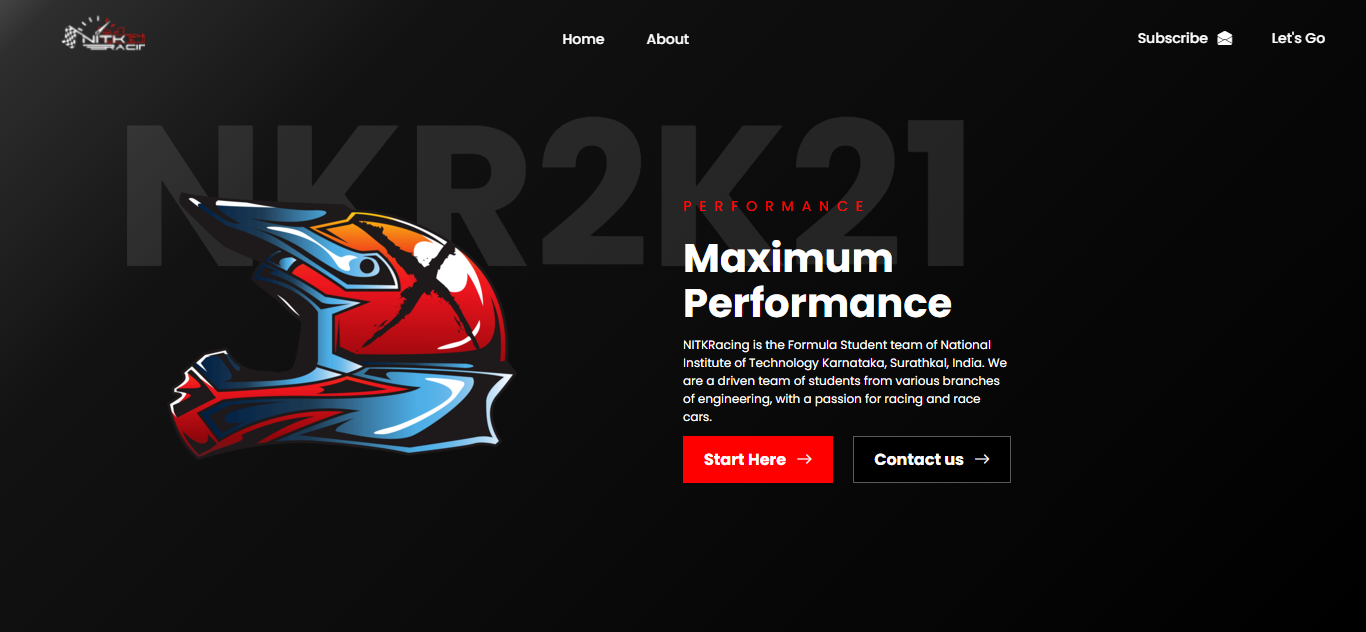 NITK
RACIN
Home
About
Subscribe
Let's Go
NKR2K21
PERFORMANCE
Maximum
Performance
NITKRacing is the Formula Student team of National
Institute of Technology Karnataka, Surathkal, India. We
are a driven team of students from various branches
of engineering, with a passion for racing and race
cars.
Start Here
Contact us